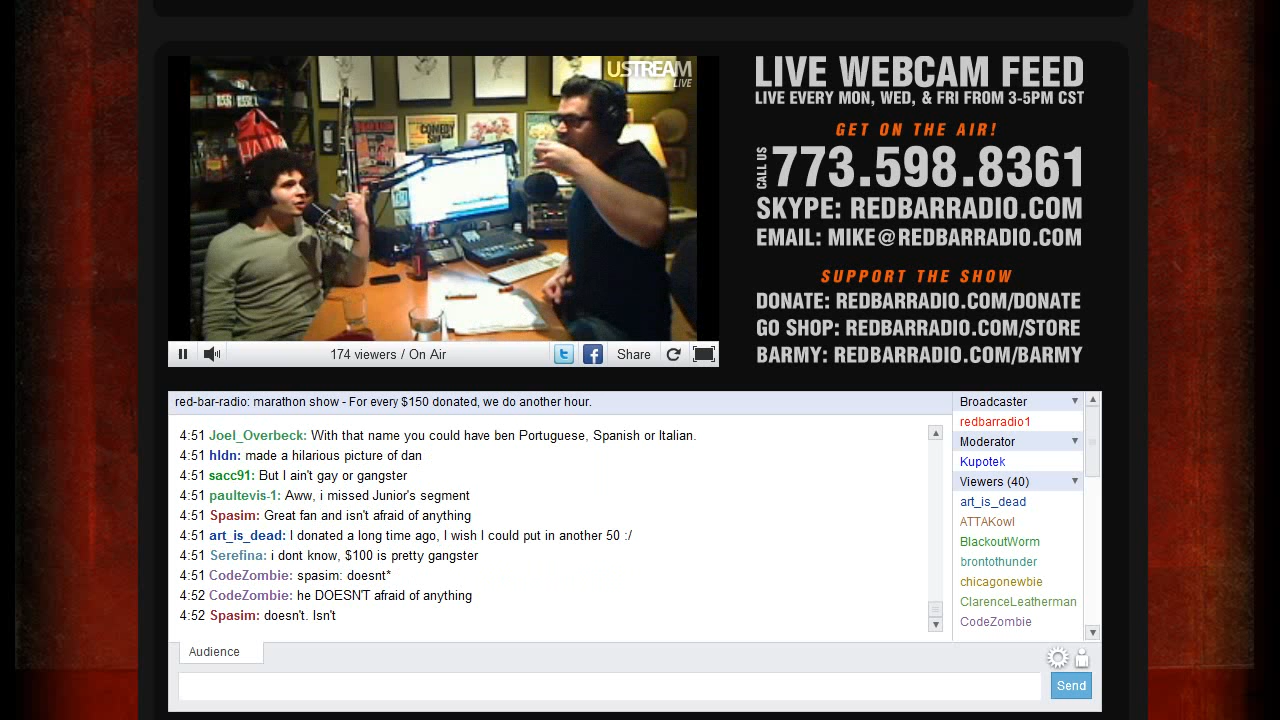 USTREAM
LIVE
COMEDY
LIVE WEBCAM FEED
LIVE EVERY MON, WED, & FRI FROM 3-5PM CST
GET ON THE AIR!
CALL US
773.598.8361
SKYPE: REDBARRADIO.COM
EMAIL: MIKE@REDBARRADIO.COM
SUPPORT THE SHOW
DONATE: REDBARRADIO.COM/DONATE
GO SHOP: REDBARRADIO.COM/STORE
BARMY: REDBARRADIO.COM/BARMY
174 viewers / On Air
Share
red-bar-radio: marathon show - For every $150 donated, we do another hour.
4:51 Joel_Overbeck: With that name you could have ben Portuguese, Spanish or Italian.
4:51 hldn: made a hilarious picture of dan
4:51 sacc91: But I ain't gay or gangster
4:51 paultevis-1: Aww, i missed Junior's segment
4:51 Spasim: Great fan and isn't afraid of anything
4:51 art_is_dead: I donated a long time ago, I wish I could put in another 50 :/
4:51 Serefina: i dont know, $100 is pretty gangster
4:51 CodeZombie: spasim: doesnt*
4:52 CodeZombie: he DOESN'T afraid of anything
4:52 Spasim: doesn't. Isn't
Broadcaster
redbarradio1
Moderator
Kupotek
Viewers (40)
art_is_dead
ATTAKowl
BlackoutWorm
brontothunder
chicagonewbie
ClarenceLeatherman
CodeZombie
Audience
Send